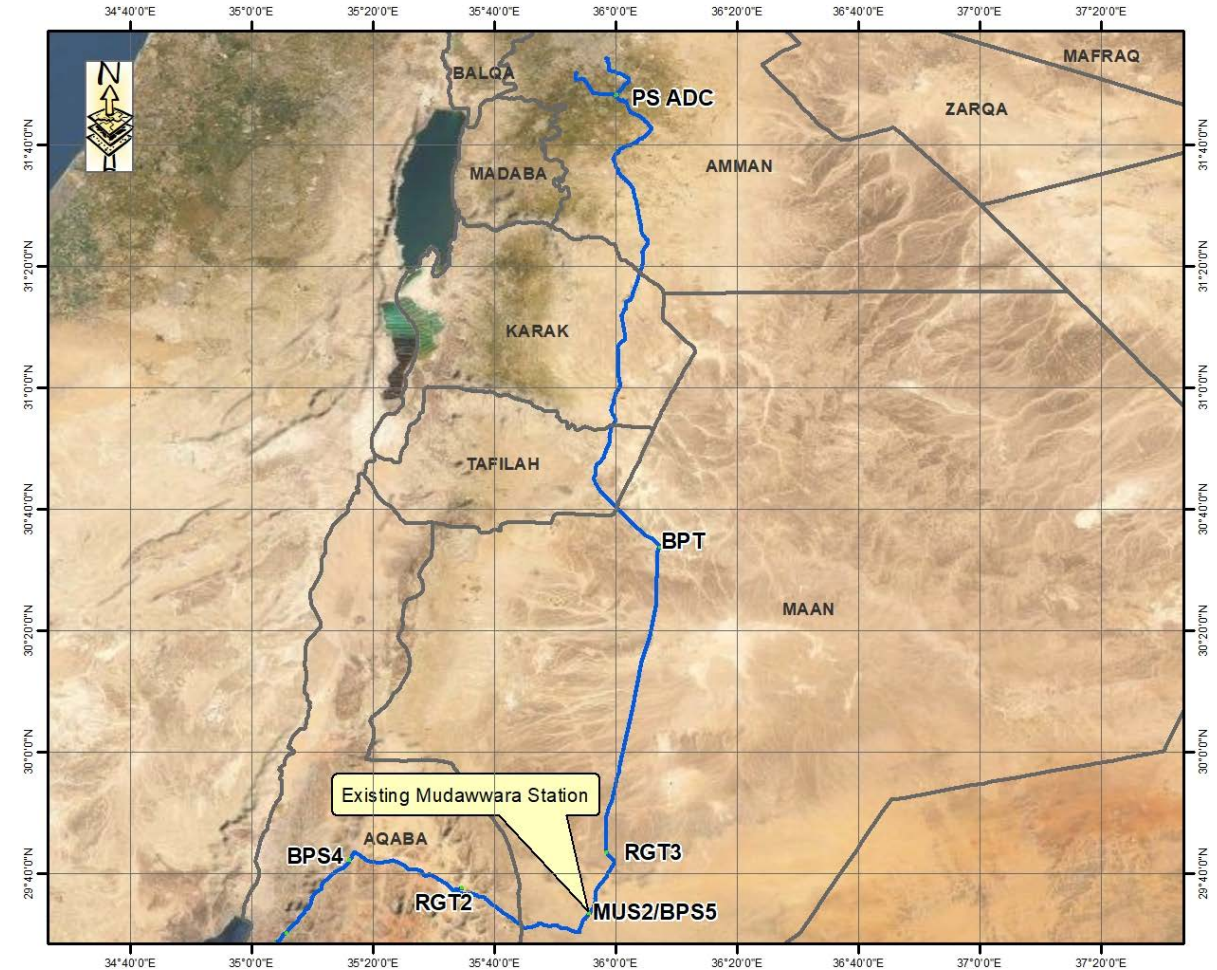 34°40'0"E 35°0'0"E 35°20'0"E 35°40'0"E 36°0'0"E 36°20'0"E 36°40'0"E 37°0'0"E 37°20'0"E
N
BALQA
MAFRAQ
PS ADC
ZARQA
31°40'0"N
31°40'0"N
MADABA
AMMAN
31°20'0"N
31°20'0"N
KARAK
31°0'0"N
31°0'0"N
TAFILAH
30°40'0"N
30°40'0"N
BPT
MAAN
30°20'0"N
30°20'0"N
30°0'0"N
30°0'0"N
Existing Mudawwara Station
AQABA
BPS4
RGT3
29°40'0"N
29°40'0"N
RGT2
MUS2/BPS5
34°40'0"E 35°0'0"E 35°20'0"E 35°40'0"E 36°0'0"E 36°20'0"E 36°40'0"E 37°0'0"E 37°20'0"E